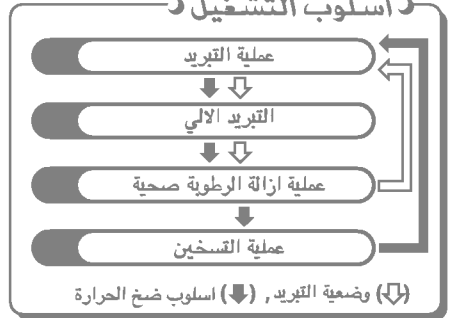 اسلوب التشغيل
عملية التبريد
التبريد الالي
عملية ازالة الرطوبة صحية
عملية التسخين
(⇩) وضعية التبريد , (⬇) اسلوب ضخ الحرارة